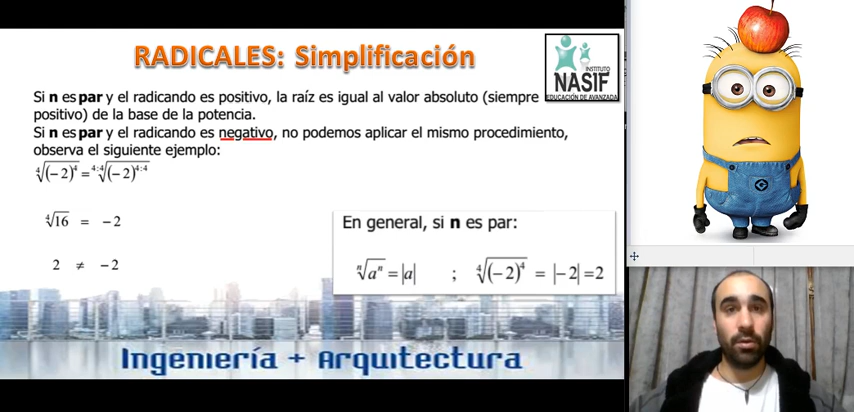 RADICALES: Simplificación
INSTITUTO
NASIF
EDUCACIÓN DE AVANZADA
Si n es par y el radicando es positivo, la raíz es igual al valor absoluto (siempre
positivo) de la base de la potencia.
Si n es par y el radicando es negativo, no podemos aplicar el mismo procedimiento,
observa el siguiente ejemplo:
∜(−2)⁴ = ⁴˙⁴√(−2)⁴˙⁴
∜16 = −2
2 ≠ −2
En general, si n es par:
ⁿ√aⁿ = |a| ; ∜(−2)⁴ = |−2| = 2
Ingeniería + Arquitectura